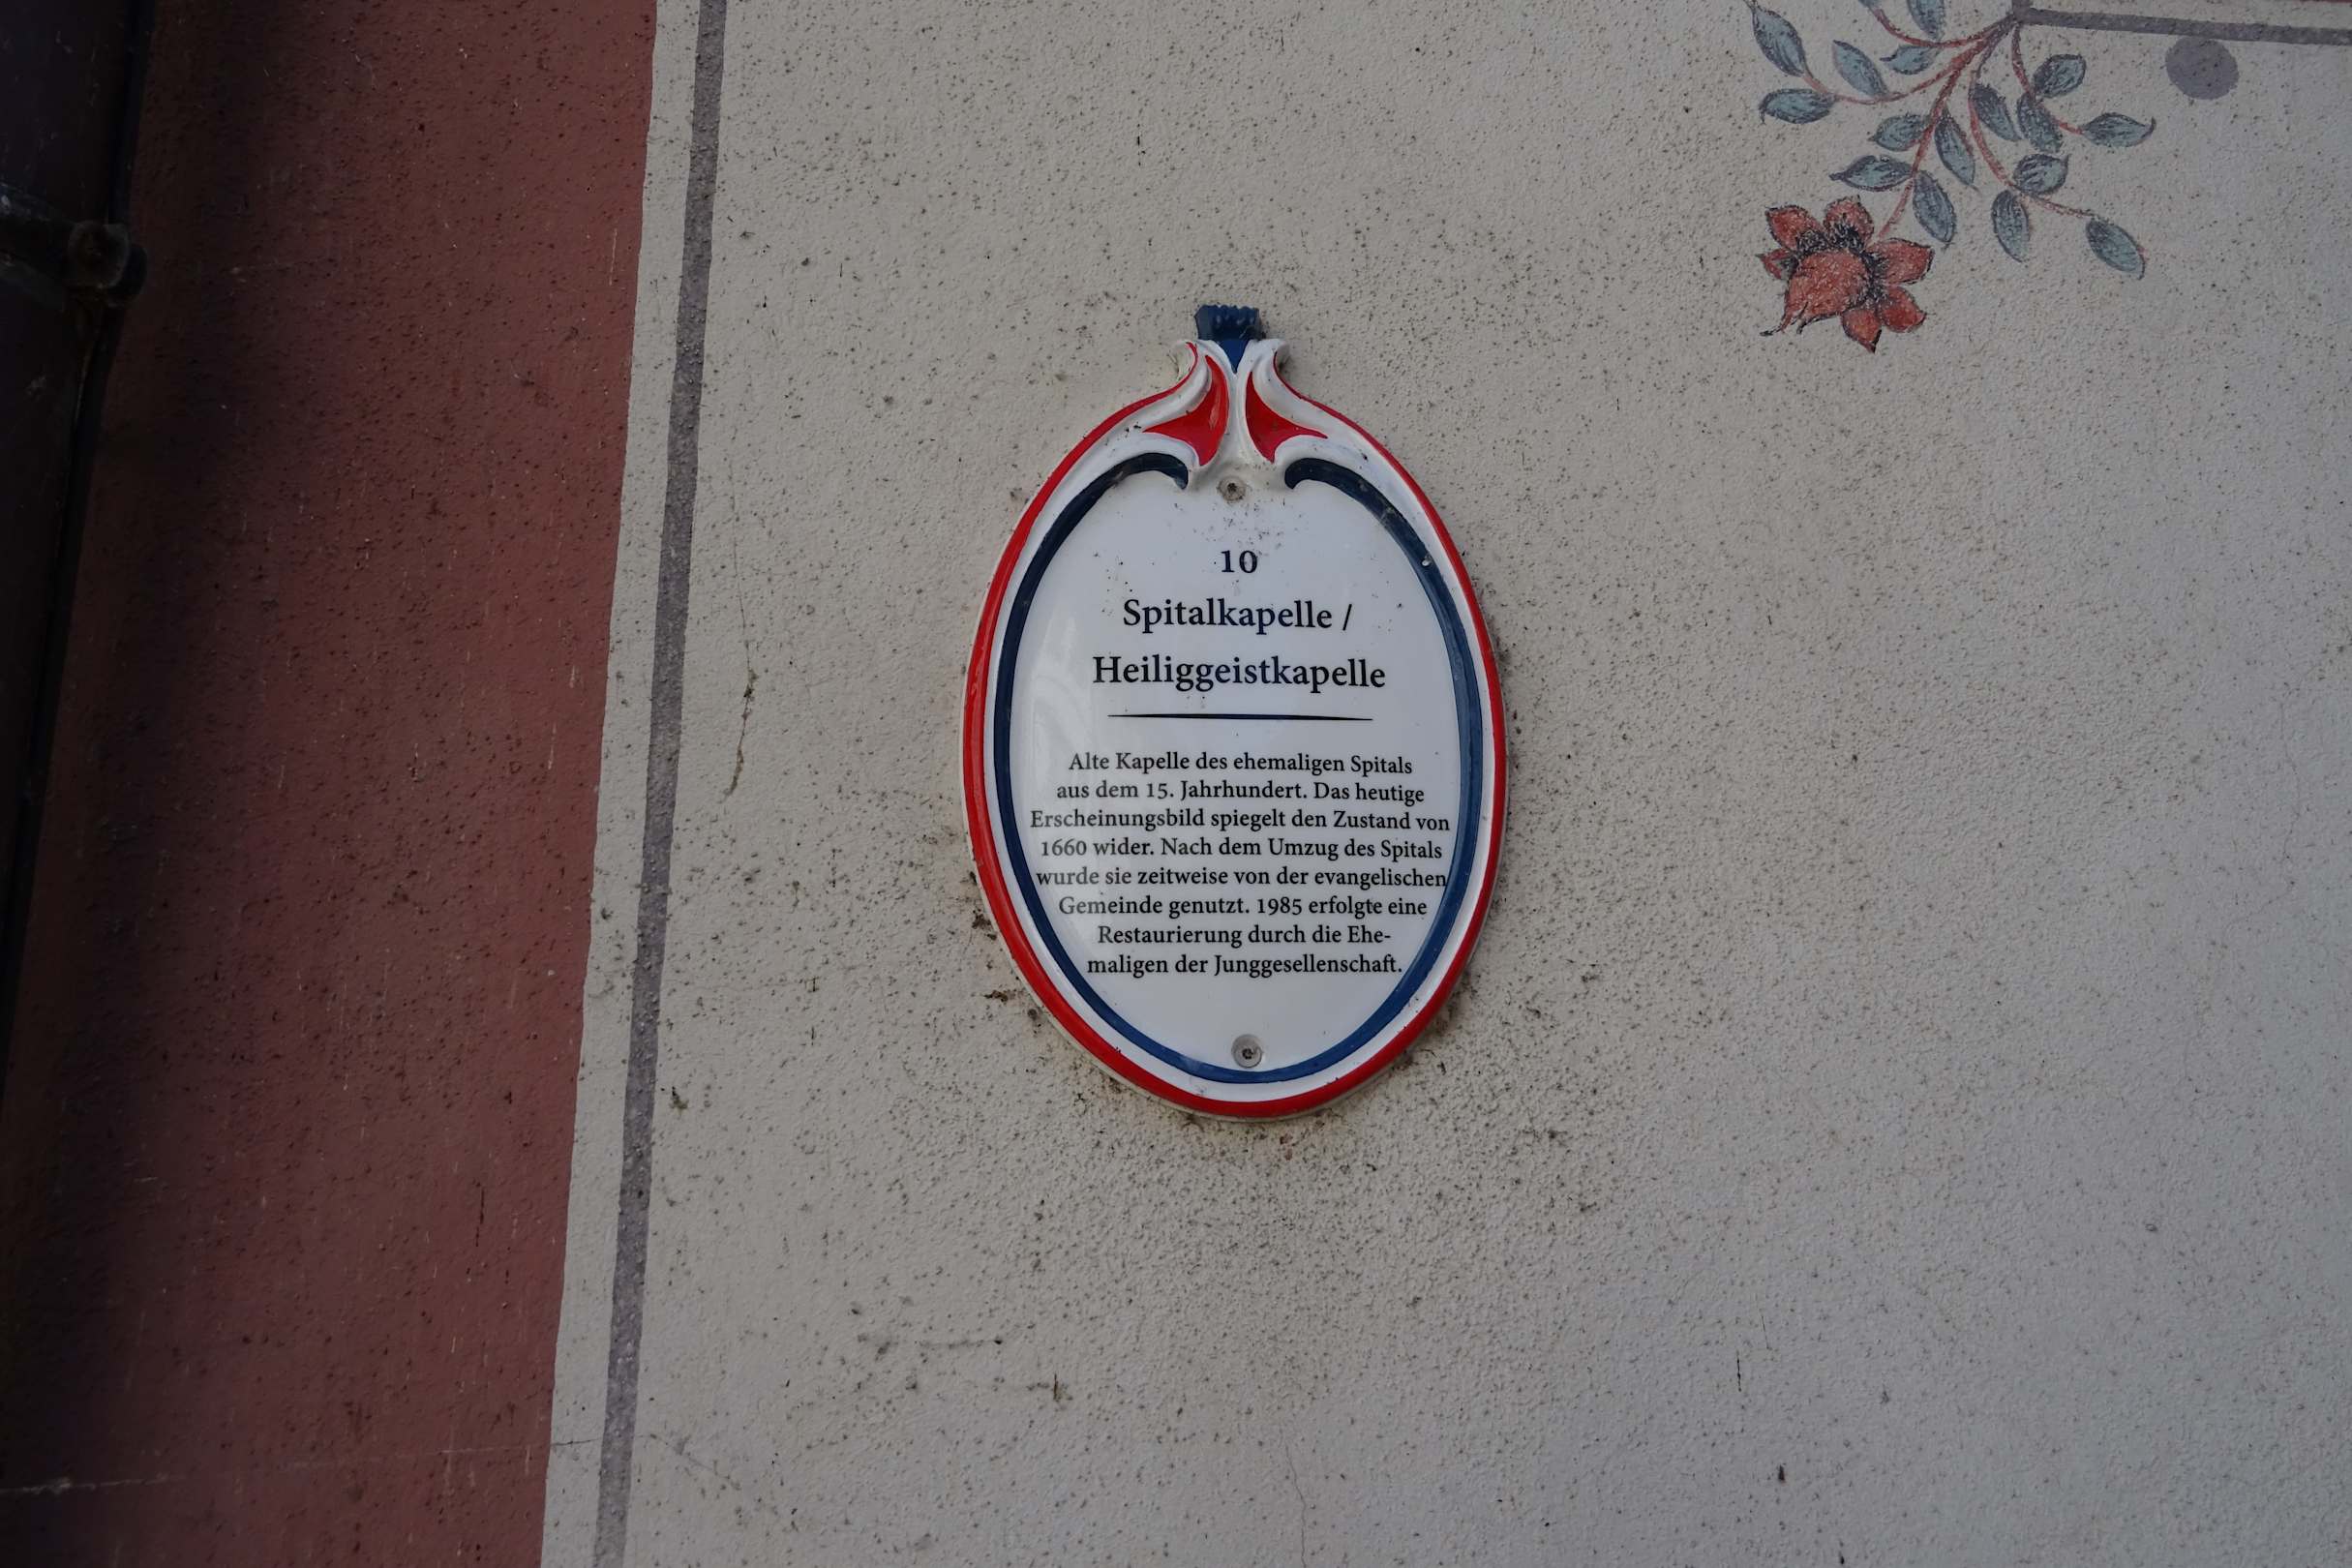 10
Spitalkapelle /
Heiliggeistkapelle
Alte Kapelle des ehemaligen Spitals
aus dem 15. Jahrhundert. Das heutige
Erscheinungsbild spiegelt den Zustand von
1660 wider. Nach dem Umzug des Spitals
wurde sie zeitweise von der evangelischen
Gemeinde genutzt. 1985 erfolgte eine
Restaurierung durch die Ehe-
maligen der Junggesellenschaft.